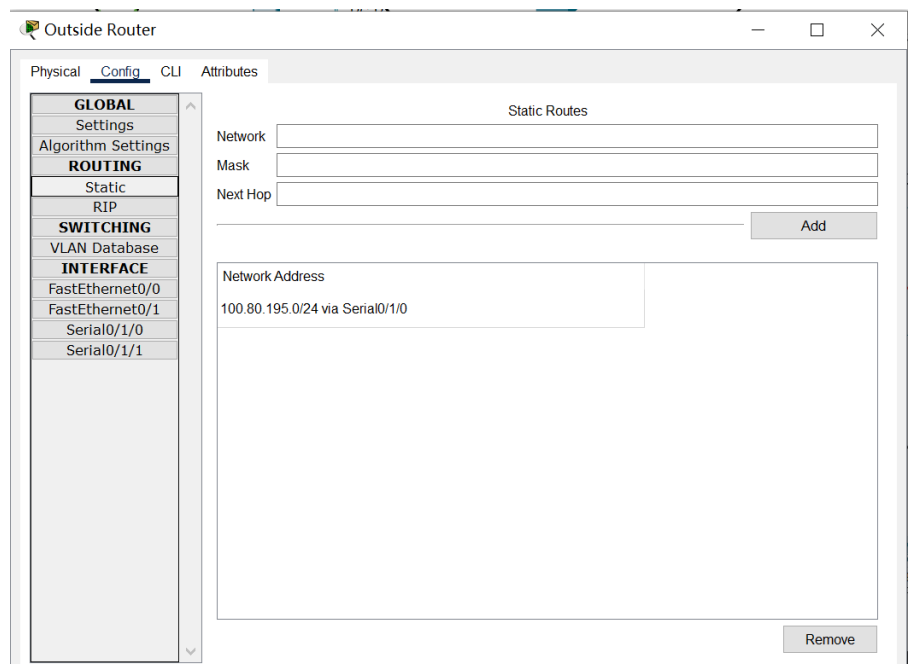 Outside Router
Physical Config CLI Attributes
GLOBAL
Settings
Algorithm Settings
ROUTING
Static
RIP
SWITCHING
VLAN Database
INTERFACE
FastEthernet0/0
FastEthernet0/1
Serial0/1/0
Serial0/1/1
Static Routes
Network
Mask
Next Hop
Add
Network Address
100.80.195.0/24 via Serial0/1/0
Remove